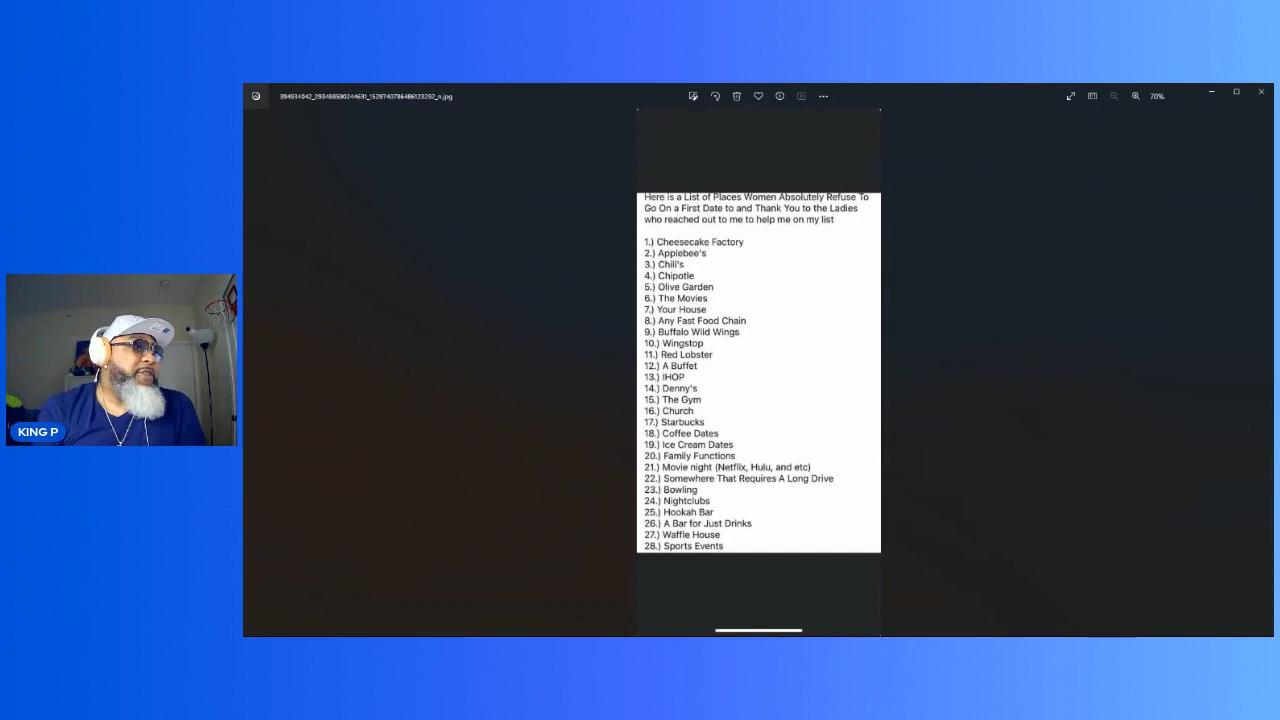 394934042_293488590244631_1529740786486123292_n.jpg
70%
Here is a List of Places Women Absolutely Refuse To
Go On a First Date to and Thank You to the Ladies
who reached out to me to help me on my list
1.) Cheesecake Factory
2.) Applebee's
3.) Chili's
4.) Chipotle
5.) Olive Garden
6.) The Movies
7.) Your House
8.) Any Fast Food Chain
9.) Buffalo Wild Wings
10.) Wingstop
11.) Red Lobster
12.) A Buffet
13.) IHOP
14.) Denny's
15.) The Gym
16.) Church
17.) Starbucks
18.) Coffee Dates
19.) Ice Cream Dates
20.) Family Functions
21.) Movie night (Netflix, Hulu, and etc)
22.) Somewhere That Requires A Long Drive
23.) Bowling
24.) Nightclubs
25.) Hookah Bar
26.) A Bar for Just Drinks
27.) Waffle House
28.) Sports Events
KING P